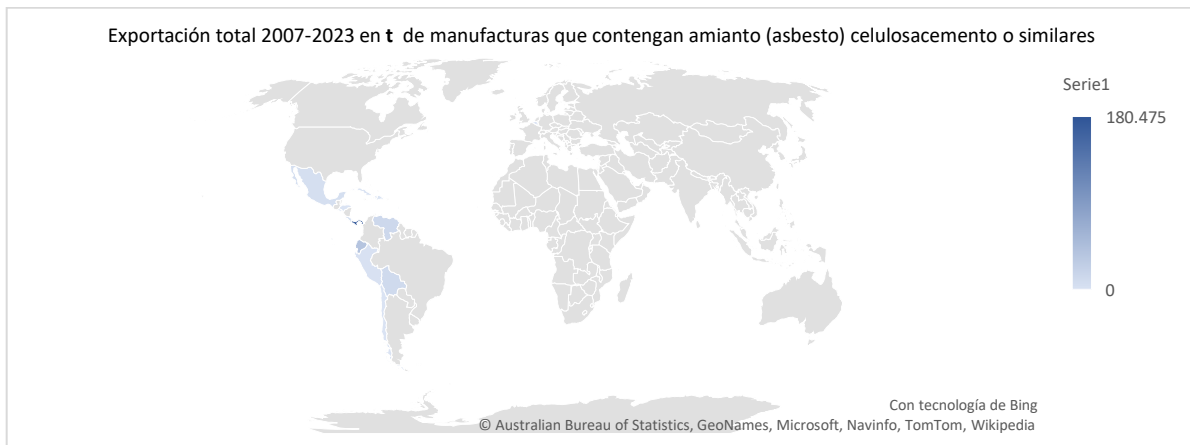 Exportación total 2007-2023 en t de manufacturas que contengan amianto (asbesto) celulosacemento o similares
Serie1
180.475
0
Con tecnología de Bing
© Australian Bureau of Statistics, GeoNames, Microsoft, Navinfo, TomTom, Wikipedia